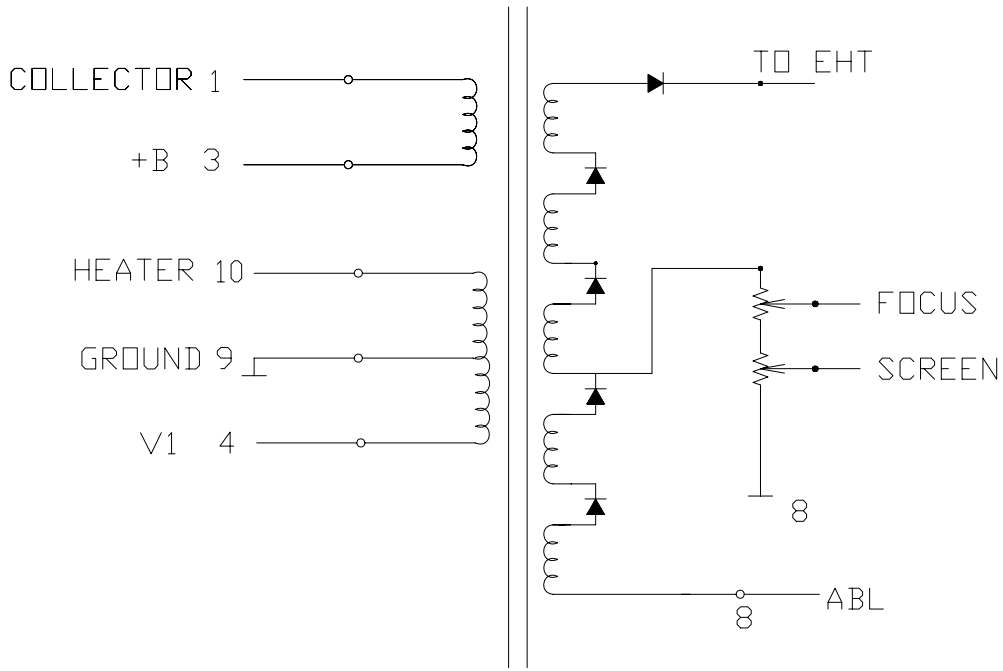 COLLECTOR 1
+B 3
HEATER 10
GROUND 9
V1 4
TO EHT
FOCUS
SCREEN
8
ABL
8